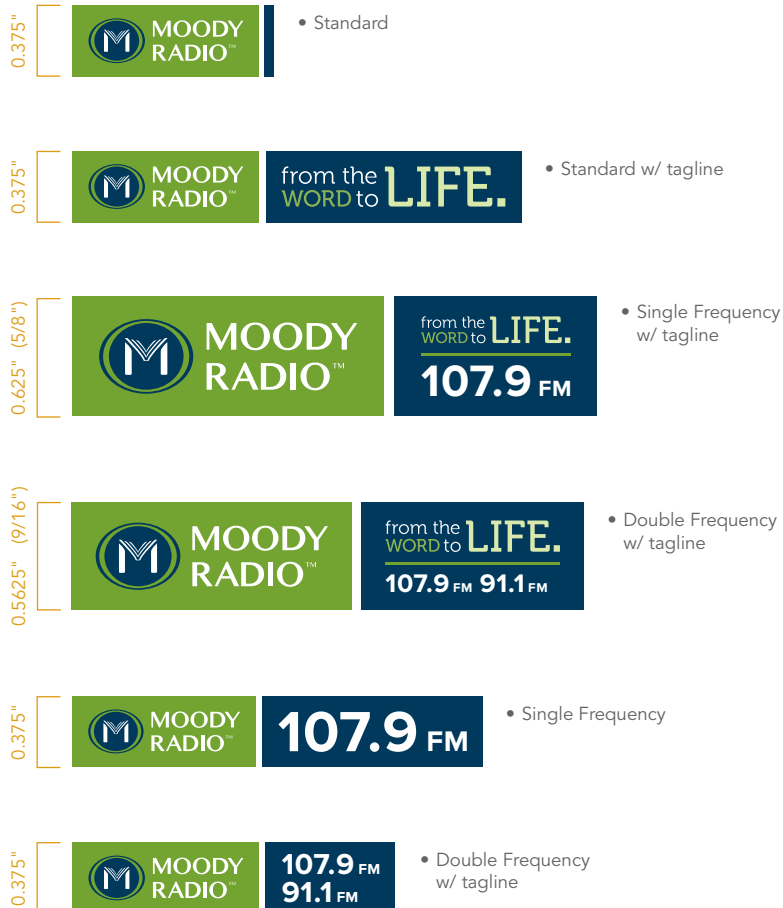 0.375"
M
MOODY
RADIO™
• Standard
0.375"
M
MOODY
RADIO™
from the
WORD to LIFE.
• Standard w/ tagline
0.625" (5/8")
M
MOODY
RADIO™
from the
WORD to LIFE.
107.9 FM
• Single Frequency
w/ tagline
0.5625" (9/16")
M
MOODY
RADIO™
from the
WORD to LIFE.
107.9 FM 91.1 FM
• Double Frequency
w/ tagline
0.375"
M
MOODY
RADIO™
107.9 FM
• Single Frequency
0.375"
M
MOODY
RADIO™
107.9 FM
91.1 FM
• Double Frequency
w/ tagline